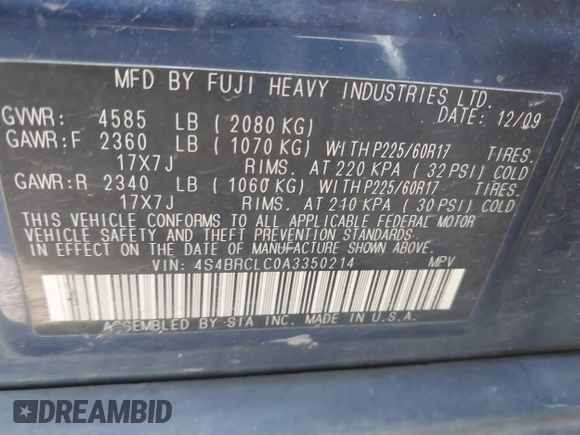 MFD BY FUJI HEAVY INDUSTRIES LTD.
DATE: 12/09
GVWR: 4585 LB (2080 KG)
GAWR:F 2360 LB (1070 KG) WITH P225/60R17 TIRES.
17X7J RIMS. AT 220 KPA (32 PSI) COLD
GAWR:R 2340 LB (1060 KG) WITH P225/60R17 TIRES.
17X7J RIMS. AT 210 KPA (30 PSI) COLD
THIS VEHICLE CONFORMS TO ALL APPLICABLE FEDERAL MOTOR
VEHICLE SAFETY AND THEFT PREVENTION STANDARDS.
IN EFFECT ON THE DATE OF MANUFACTURE SHOWN ABOVE.
VIN: 4S4BRCLC0A3350214 MPV
ASSEMBLED BY SIA INC. MADE IN U.S.A.
DREAMBID